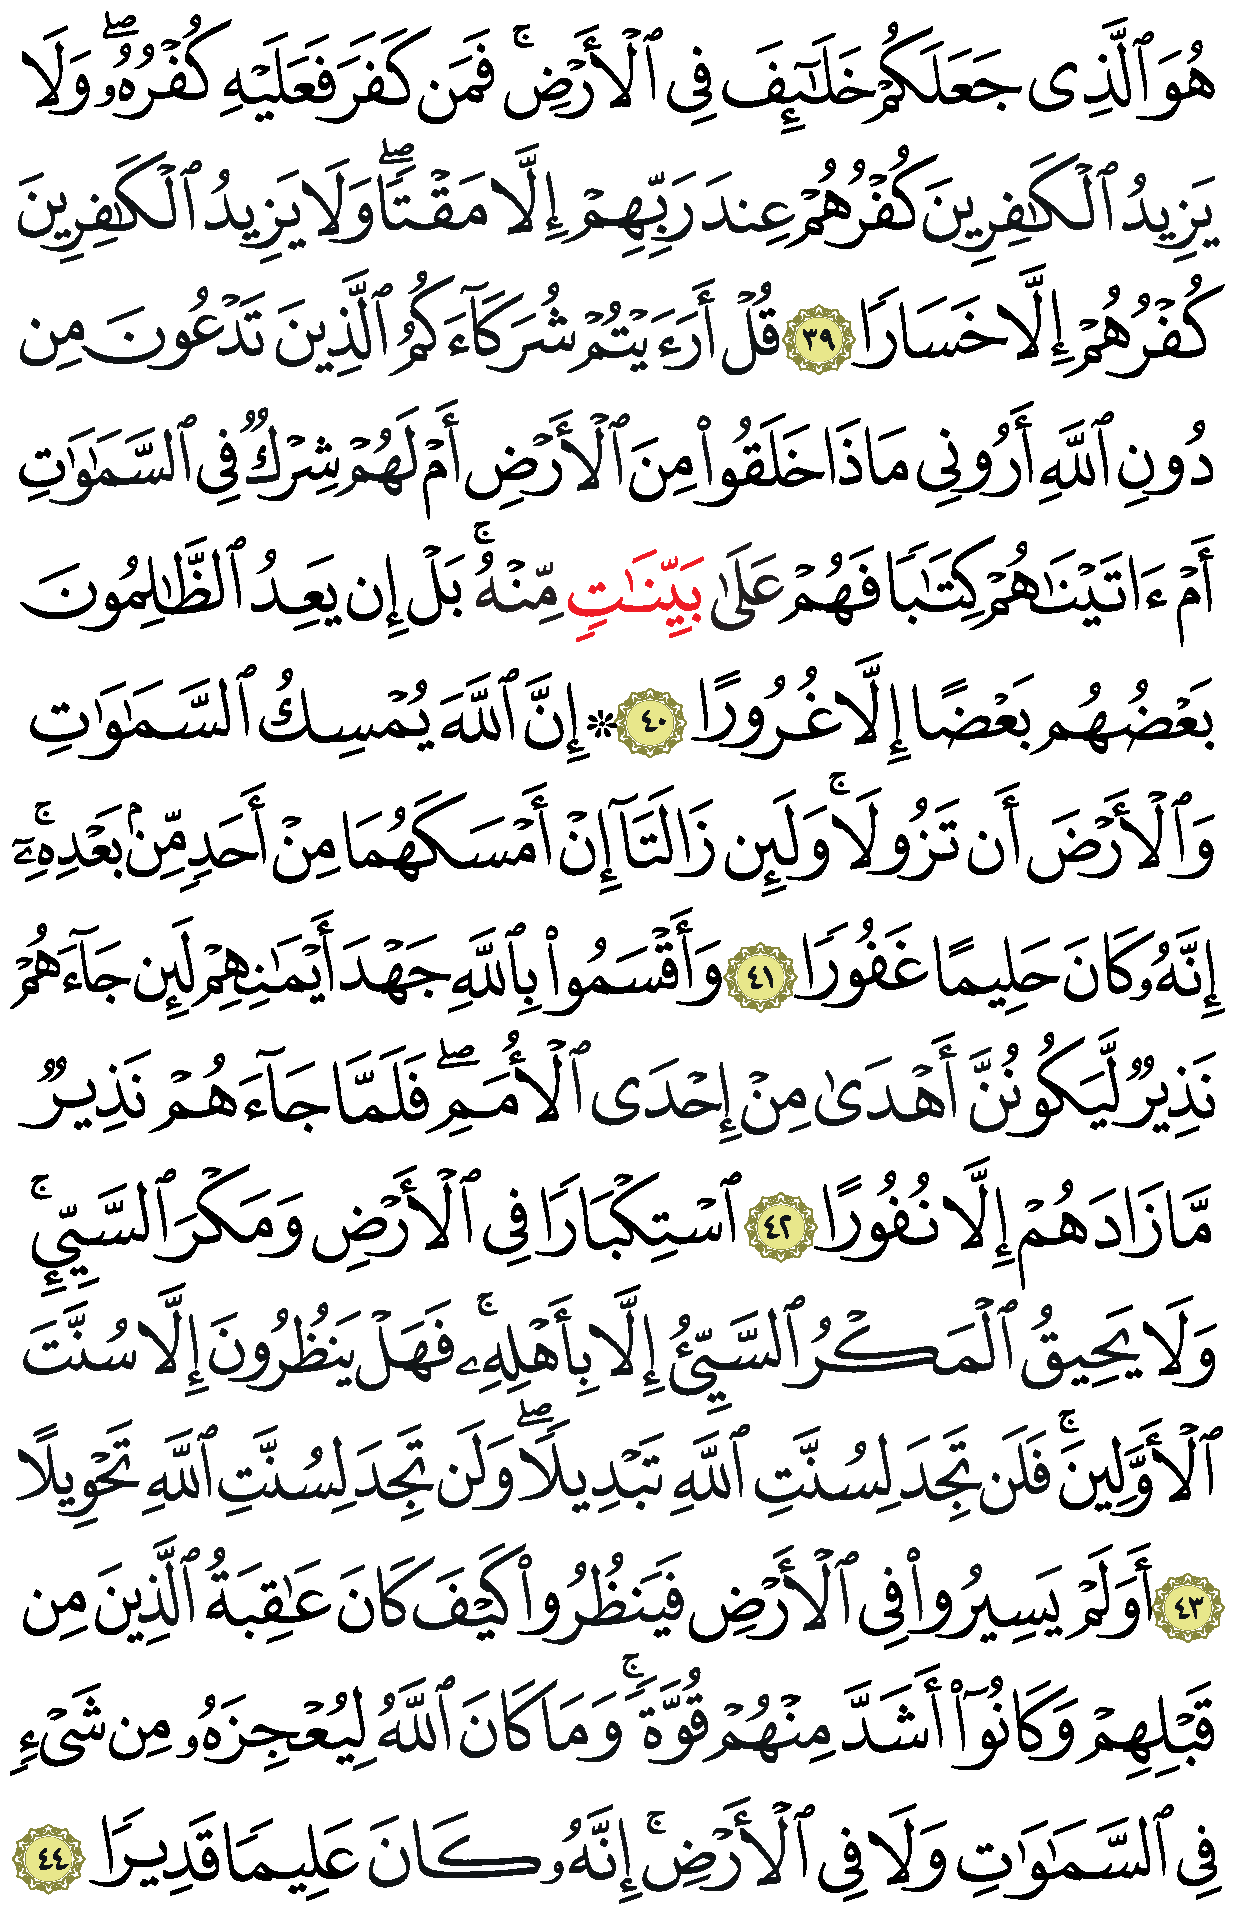 هُوَ ٱلَّذِى جَعَلَكُمْ خَلَٰٓئِفَ فِى ٱلْأَرْضِ ۚ فَمَن كَفَرَ فَعَلَيْهِ كُفْرُهُۥ ۖ وَلَا
يَزِيدُ ٱلْكَٰفِرِينَ كُفْرُهُمْ عِندَ رَبِّهِمْ إِلَّا مَقْتًا ۖ وَلَا يَزِيدُ ٱلْكَٰفِرِينَ
كُفْرُهُمْ إِلَّا خَسَارًا ٣٩ قُلْ أَرَءَيْتُمْ شُرَكَآءَكُمُ ٱلَّذِينَ تَدْعُونَ مِن
دُونِ ٱللَّهِ أَرُونِى مَاذَا خَلَقُوا۟ مِنَ ٱلْأَرْضِ أَمْ لَهُمْ شِرْكٌ فِى ٱلسَّمَٰوَٰتِ
أَمْ ءَاتَيْنَٰهُمْ كِتَٰبًا فَهُمْ عَلَىٰ بَيِّنَٰتٍ مِّنْهُ ۚ بَلْ إِن يَعِدُ ٱلظَّٰلِمُونَ
بَعْضُهُم بَعْضًا إِلَّا غُرُورًا ٤٠ ۞ إِنَّ ٱللَّهَ يُمْسِكُ ٱلسَّمَٰوَٰتِ
وَٱلْأَرْضَ أَن تَزُولَا ۚ وَلَئِن زَالَتَآ إِنْ أَمْسَكَهُمَا مِنْ أَحَدٍ مِّنۢ بَعْدِهِۦٓ ۚ
إِنَّهُۥ كَانَ حَلِيمًا غَفُورًا ٤١ وَأَقْسَمُوا۟ بِٱللَّهِ جَهْدَ أَيْمَٰنِهِمْ لَئِن جَآءَهُمْ
نَذِيرٌ لَّيَكُونُنَّ أَهْدَىٰ مِنْ إِحْدَى ٱلْأُمَمِ ۖ فَلَمَّا جَآءَهُمْ نَذِيرٌ
مَّا زَادَهُمْ إِلَّا نُفُورًا ٤٢ ٱسْتِكْبَارًا فِى ٱلْأَرْضِ وَمَكْرَ ٱلسَّيِّئِ ۚ
وَلَا يَحِيقُ ٱلْمَكْرُ ٱلسَّيِّئُ إِلَّا بِأَهْلِهِۦ ۚ فَهَلْ يَنظُرُونَ إِلَّا سُنَّتَ
ٱلْأَوَّلِينَ ۚ فَلَن تَجِدَ لِسُنَّتِ ٱللَّهِ تَبْدِيلًا ۖ وَلَن تَجِدَ لِسُنَّتِ ٱللَّهِ تَحْوِيلًا
٤٣ أَوَلَمْ يَسِيرُوا۟ فِى ٱلْأَرْضِ فَيَنظُرُوا۟ كَيْفَ كَانَ عَٰقِبَةُ ٱلَّذِينَ مِن
قَبْلِهِمْ وَكَانُوٓا۟ أَشَدَّ مِنْهُمْ قُوَّةً ۚ وَمَا كَانَ ٱللَّهُ لِيُعْجِزَهُۥ مِن شَىْءٍ
فِى ٱلسَّمَٰوَٰتِ وَلَا فِى ٱلْأَرْضِ ۚ إِنَّهُۥ كَانَ عَلِيمًا قَدِيرًا ٤٤